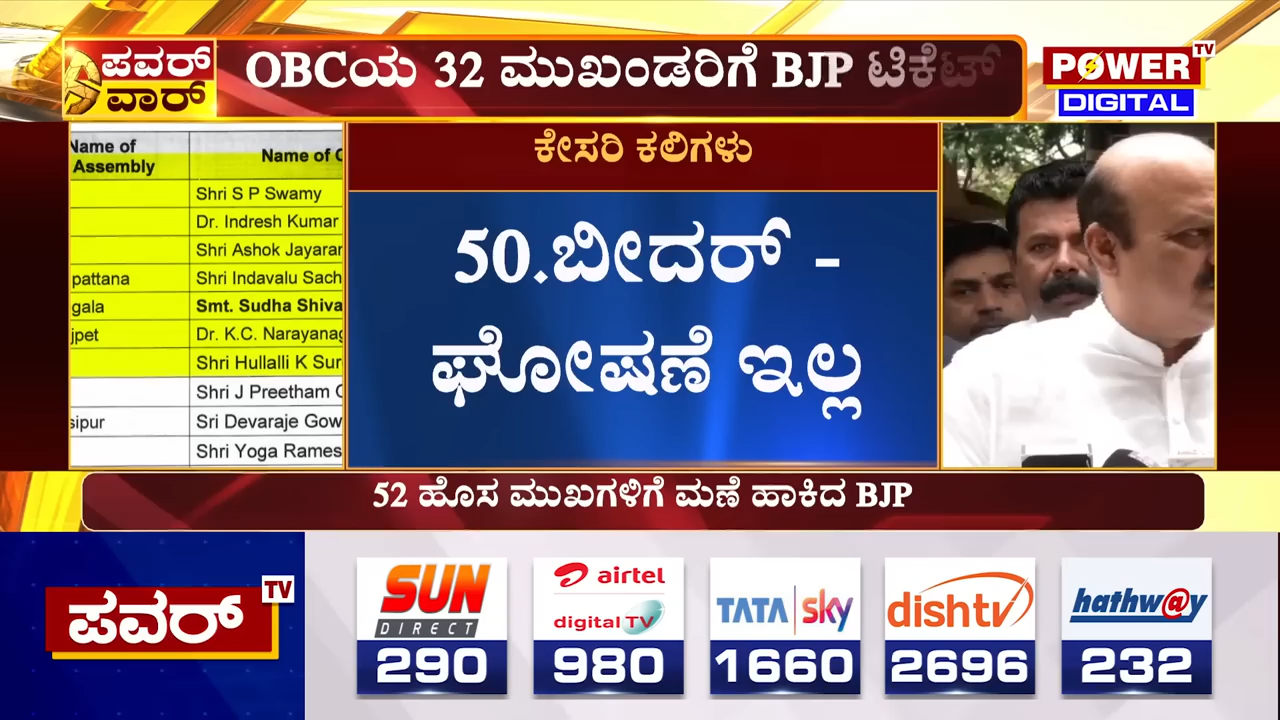 ಪವರ್
ವಾರ್
OBCಯ 32 ಮುಖಂಡರಿಗೆ BJP ಟಿಕೆಟ್
POWER TV
DIGITAL
Name of
Assembly
Name of C
Shri S P Swamy
Dr. Indresh Kumar
Shri Ashok Jayaram
pattana Shri Indavalu Sach
gala Smt. Sudha Shiva
jpet Dr. K.C. Narayanag
Shri Hullalli K Sur
Shri J Preetham G
sipur Sri Devaraje Gow
Shri Yoga Rames
ಕೇಸರಿ ಕಲಿಗಳು
50.ಬೀದರ್ -
ಘೋಷಣೆ ಇಲ್ಲ
52 ಹೊಸ ಮುಖಗಳಿಗೆ ಮಣೆ ಹಾಕಿದ BJP
ಪವರ್ TV
SUN
DIRECT
290
airtel
digital TV
980
TATA sky
1660
dishtv
2696
hathw@y
232